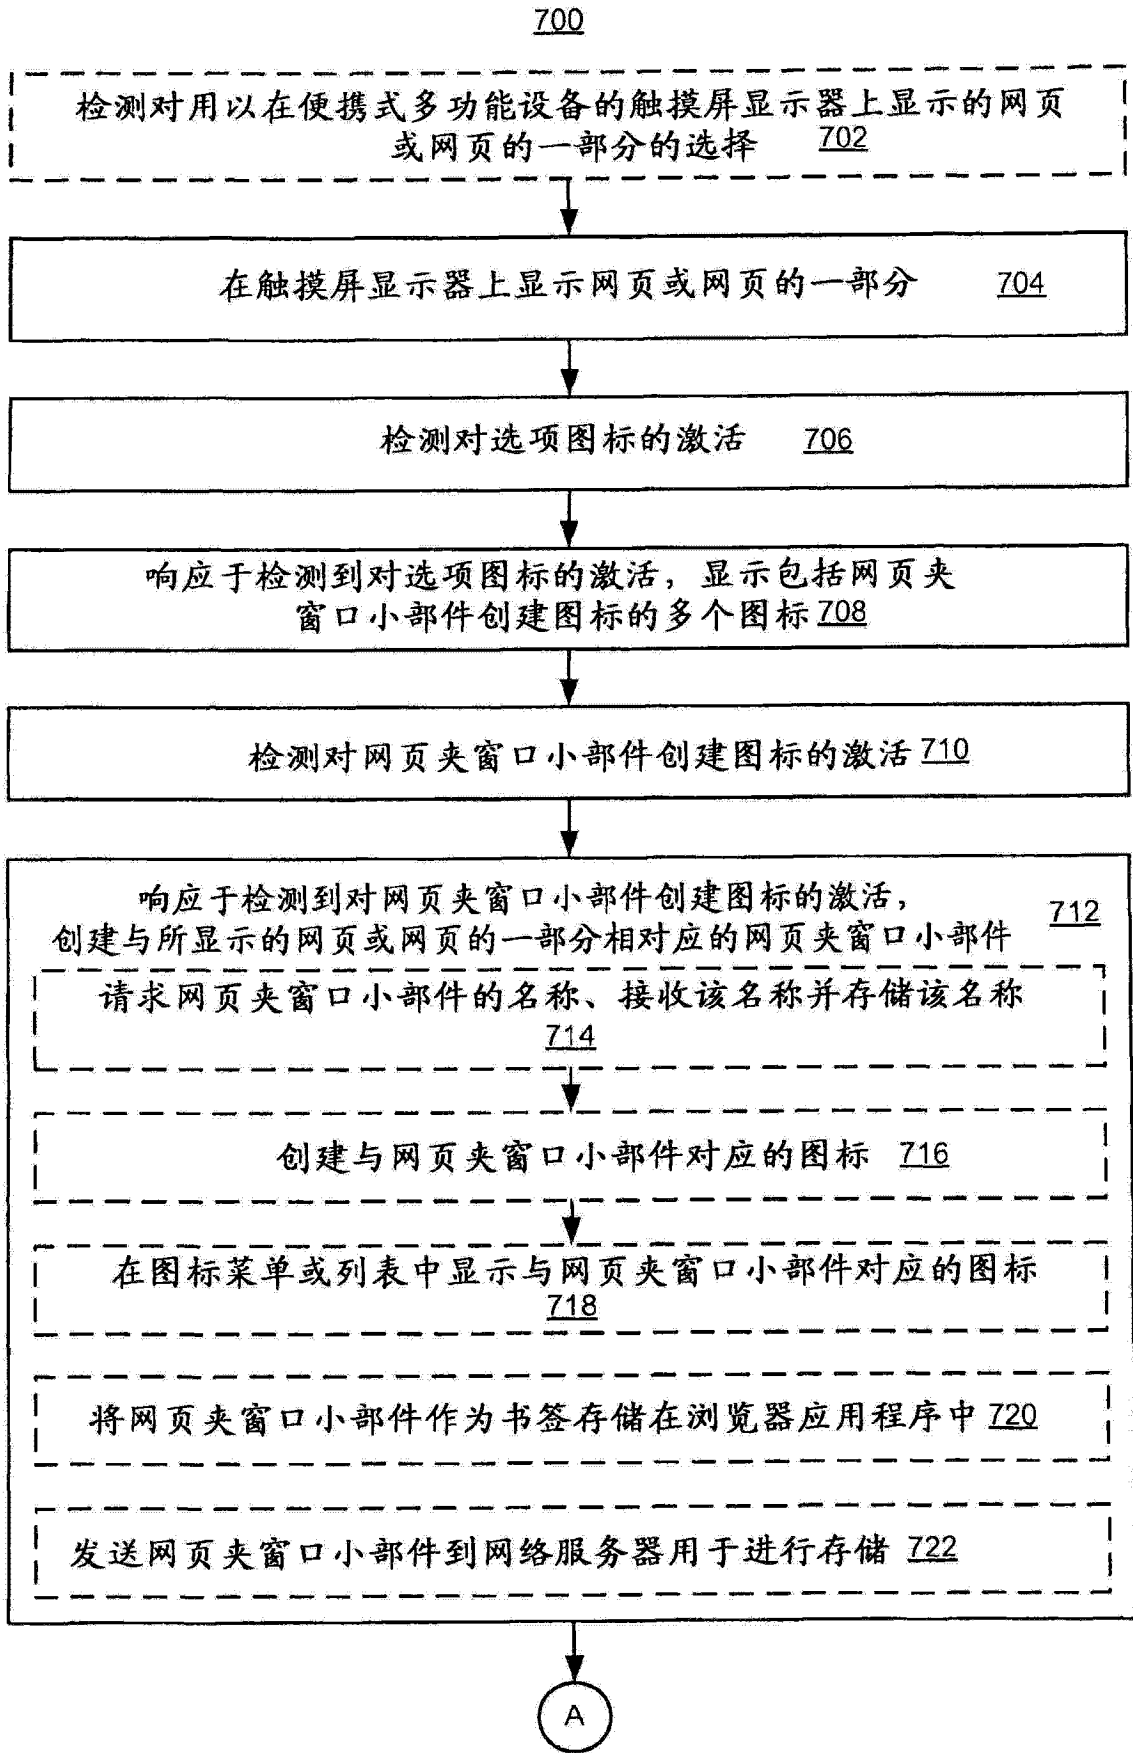 700
检测对用以在便携式多功能设备的触摸屏显示器上显示的网页
或网页的一部分的选择 702
在触摸屏显示器上显示网页或网页的一部分 704
检测对选项图标的激活 706
响应于检测到对选项图标的激活，显示包括网页夹
窗口小部件创建图标的多个图标 708
检测对网页夹窗口小部件创建图标的激活 710
响应于检测到对网页夹窗口小部件创建图标的激活，
创建与所显示的网页或网页的一部分相对应的网页夹窗口小部件 712
请求网页夹窗口小部件的名称、接收该名称并存储该名称
714
创建与网页夹窗口小部件对应的图标 716
在图标菜单或列表中显示与网页夹窗口小部件对应的图标
718
将网页夹窗口小部件作为书签存储在浏览器应用程序中 720
发送网页夹窗口小部件到网络服务器用于进行存储 722
A